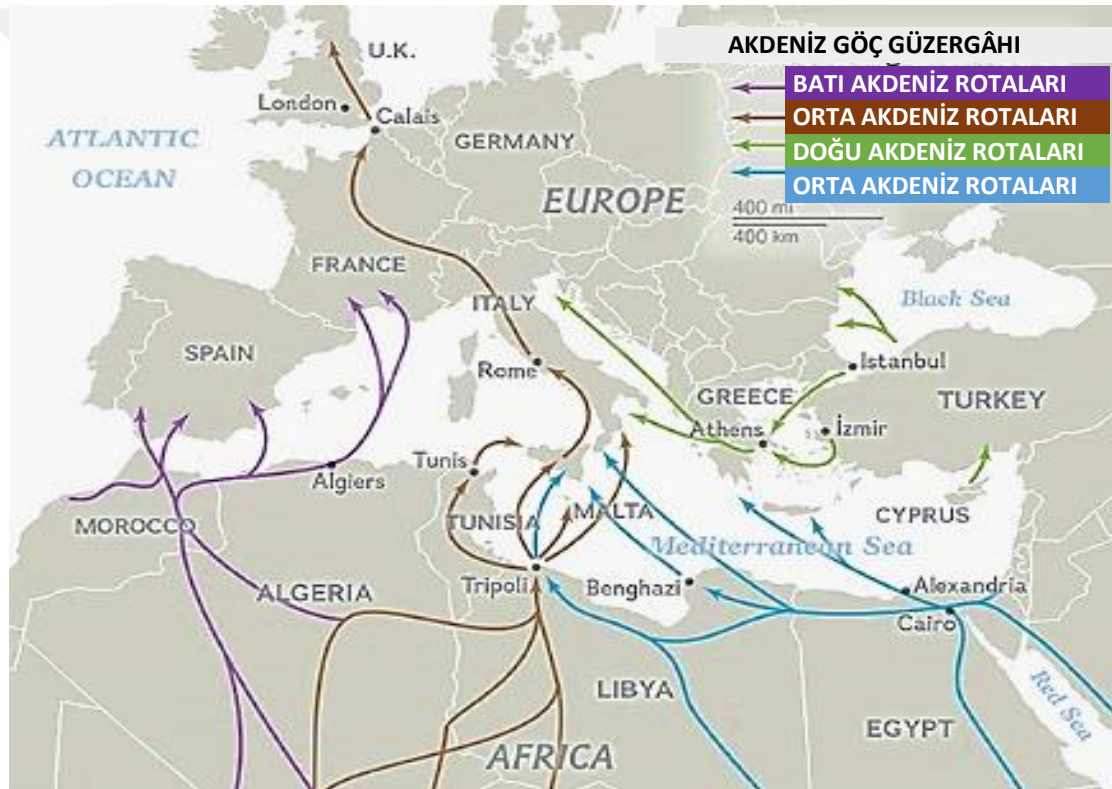 AKDENİZ GÖÇ GÜZERGÂHI
BATI AKDENİZ ROTALARI
ORTA AKDENİZ ROTALARI
DOĞU AKDENİZ ROTALARI
ORTA AKDENİZ ROTALARI
400 mi
400 km
U.K.
London
Calais
ATLANTIC
OCEAN
GERMANY
EUROPE
FRANCE
ITALY
Black Sea
SPAIN
Rome
Istanbul
GREECE
TURKEY
Athens
İzmir
Tunis
Algiers
MOROCCO
TUNISIA
MALTA
CYPRUS
Mediterranean Sea
ALGERIA
Tripoli
Benghazi
Alexandria
Cairo
LIBYA
Red Sea
EGYPT
AFRICA